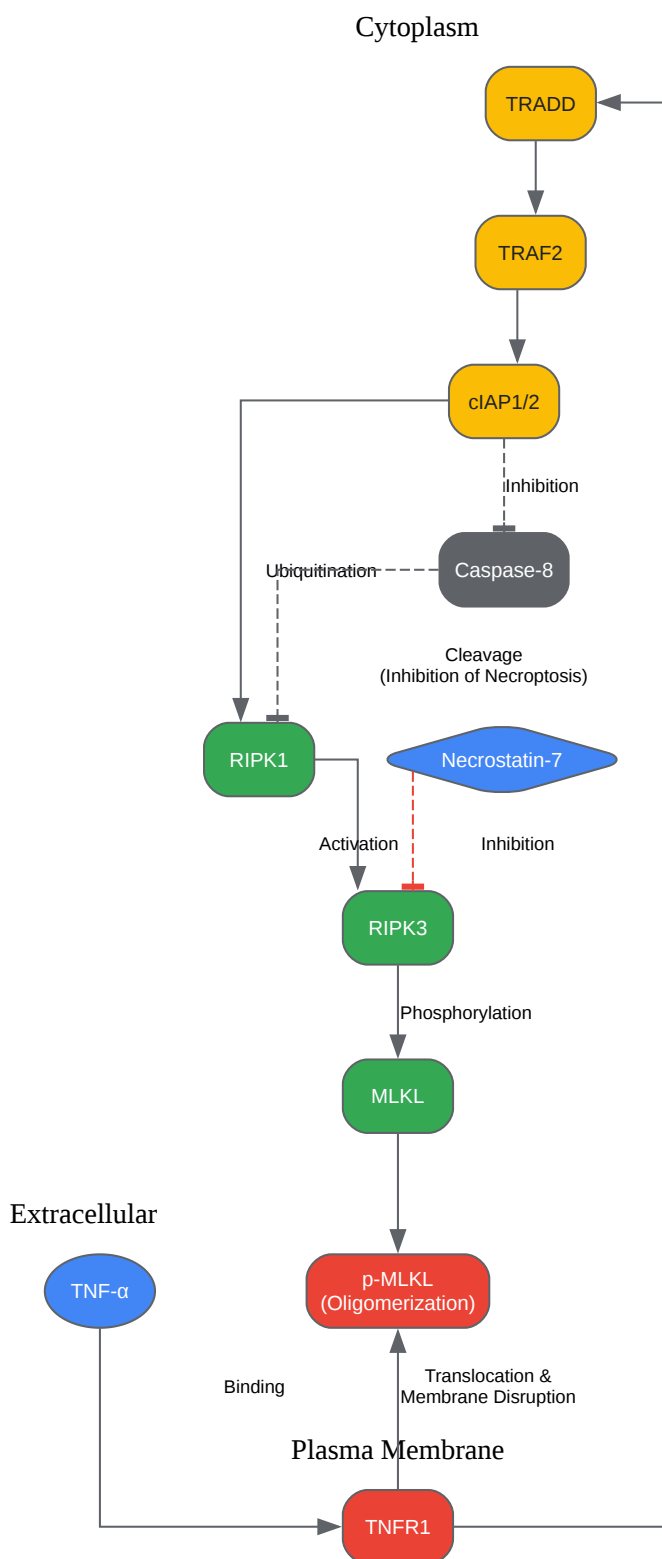 Cytoplasm
TRADD
TRAF2
cIAP1/2
Inhibition
Caspase-8
Ubiquitination
Cleavage
(Inhibition of Necroptosis)
RIPK1
Necrostatin-7
Activation
Inhibition
RIPK3
Phosphorylation
MLKL
Extracellular
TNF-α
p-MLKL
(Oligomerization)
Binding
Translocation &
Membrane Disruption
Plasma Membrane
TNFR1